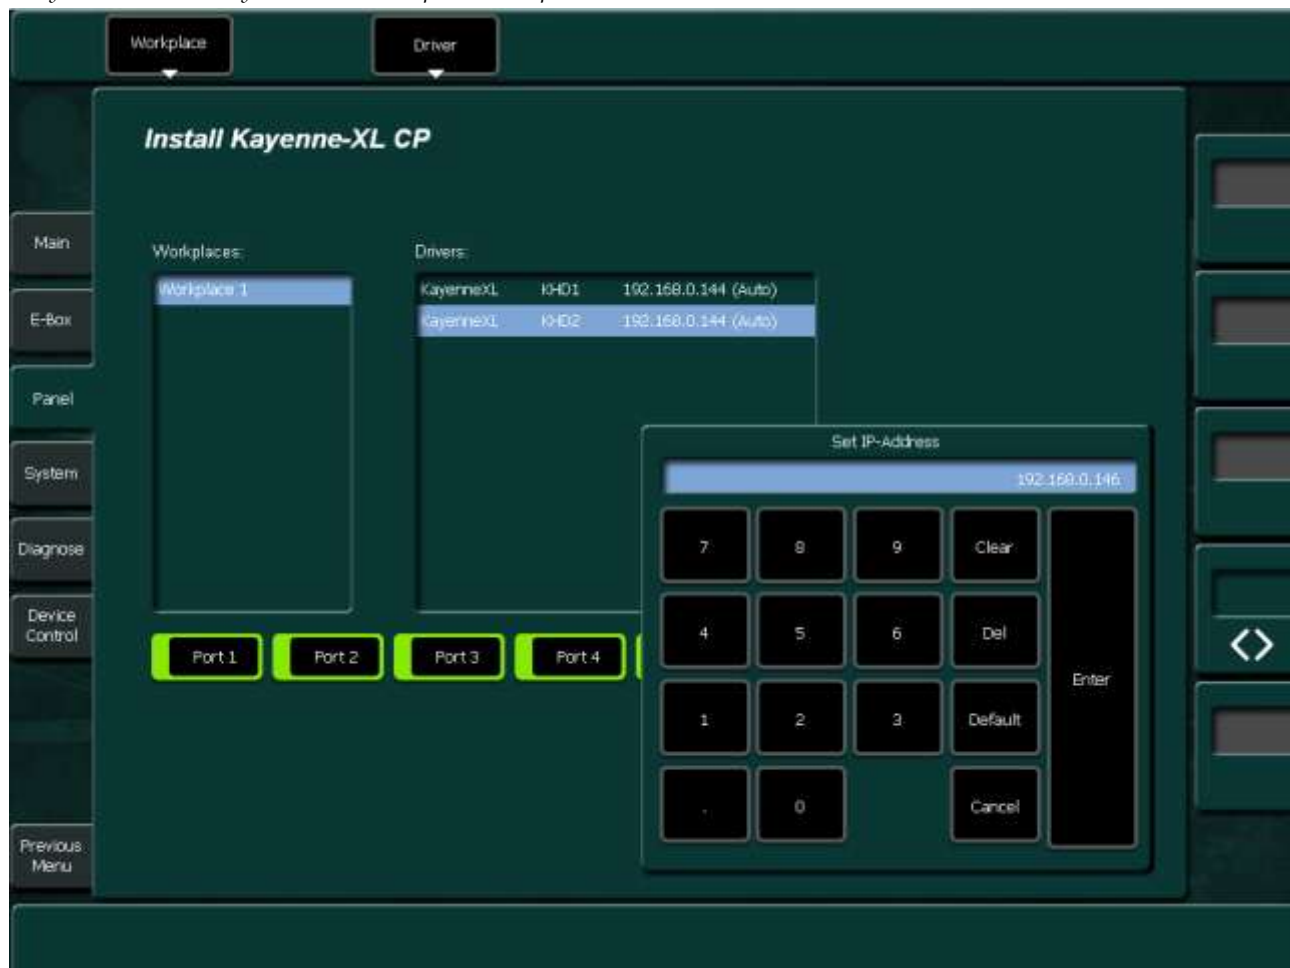 Workplace
Driver
Install Kayenne-XL CP
Main
E-Box
Panel
System
Diagnose
Device
Control
Previous
Menu
Workplaces:
Workplace 1
Drivers:
KayenneXL KHD1 192.168.0.144 (Auto)
KayenneXL KHD2 192.168.0.144 (Auto)
Port 1 Port 2 Port 3 Port 4
Set IP-Address
192.168.0.146
7 8 9 Clear
4 5 6 Del
Enter
1 2 3 Default
. 0 Cancel